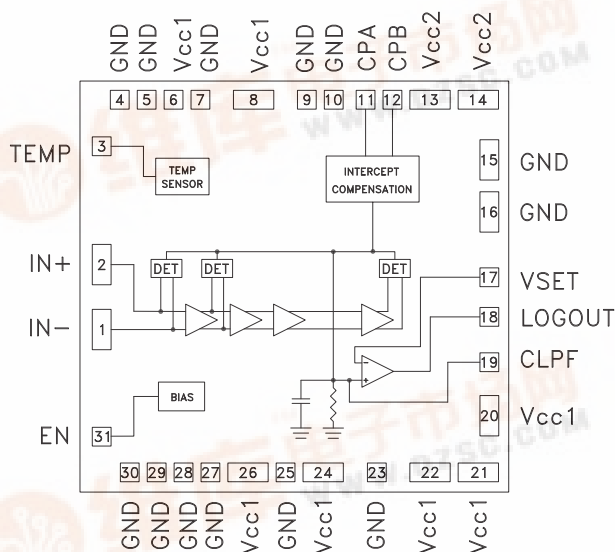 GND GND Vcc1 GND Vcc1 GND GND CPA CPB Vcc2 Vcc2
4 5 6 7 8 9 10 11 12 13 14
TEMP 3
TEMP SENSOR
INTERCEPT COMPENSATION
15 GND
16 GND
IN+ 2
DET DET DET
17 VSET
IN- 1
18 LOGOUT
- +
19 CLPF
BIAS
20 Vcc1
EN 31
30 29 28 27 26 25 24 23 22 21
GND GND GND GND Vcc1 GND Vcc1 GND Vcc1 Vcc1